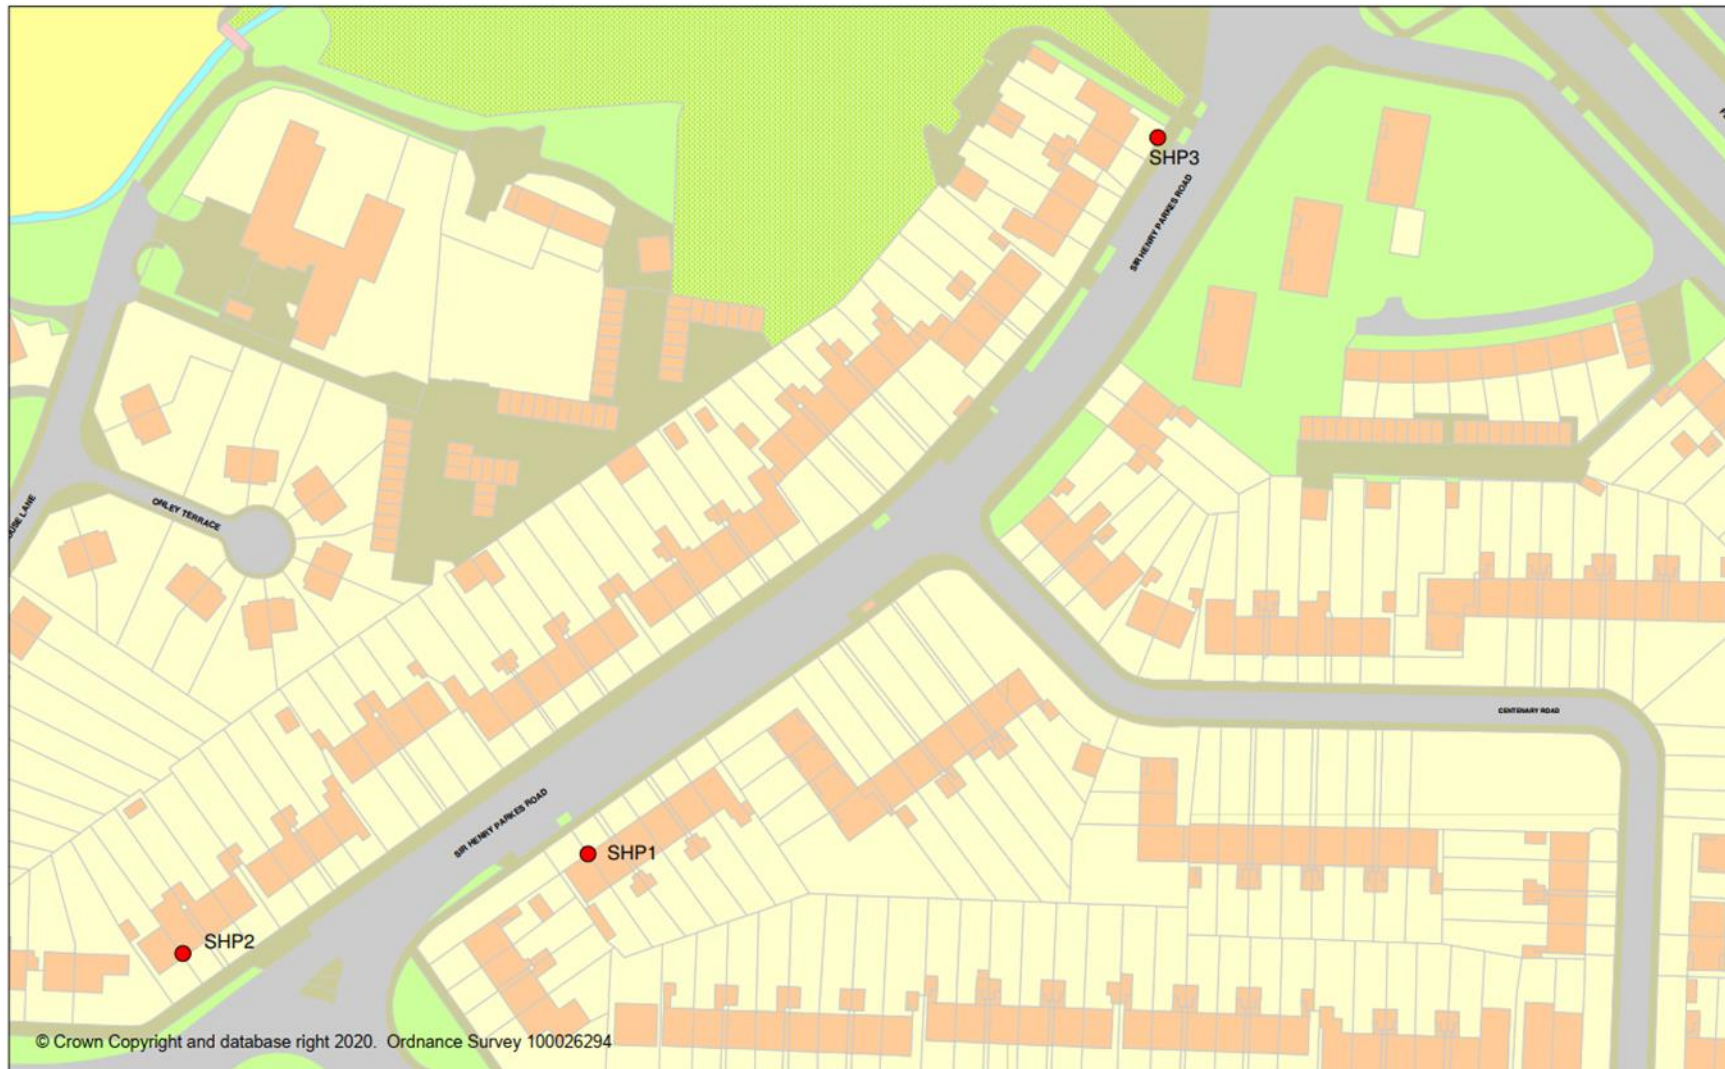 SHP3
SIR HENRY PARKES ROAD
ONLEY TERRACE
CENTENARY ROAD
SIR HENRY PARKES ROAD
SHP1
SHP2
© Crown Copyright and database right 2020. Ordnance Survey 100026294